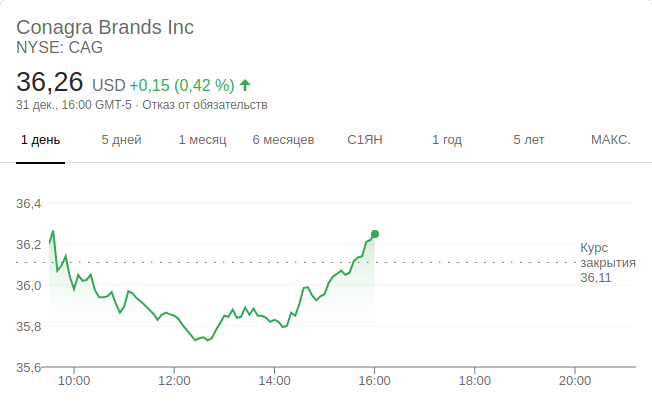 Conagra Brands Inc
NYSE: CAG
36,26 USD +0,15 (0,42 %)
31 дек., 16:00 GMT-5 · Отказ от обязательств
1 день 5 дней 1 месяц 6 месяцев С1ЯН 1 год 5 лет МАКС.
36,4
36,2
Курс
закрытия
36,11
36,0
35,8
35,6
10:00 12:00 14:00 16:00 18:00 20:00